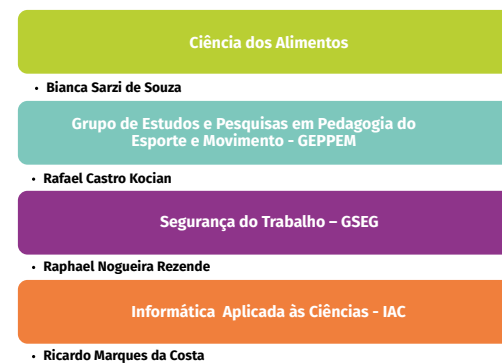 Ciência dos Alimentos
• Bianca Sarzi de Souza
Grupo de Estudos e Pesquisas em Pedagogia do
Esporte e Movimento - GEPPEM
• Rafael Castro Kocian
Segurança do Trabalho – GSEG
• Raphael Nogueira Rezende
Informática Aplicada às Ciências - IAC
• Ricardo Marques da Costa